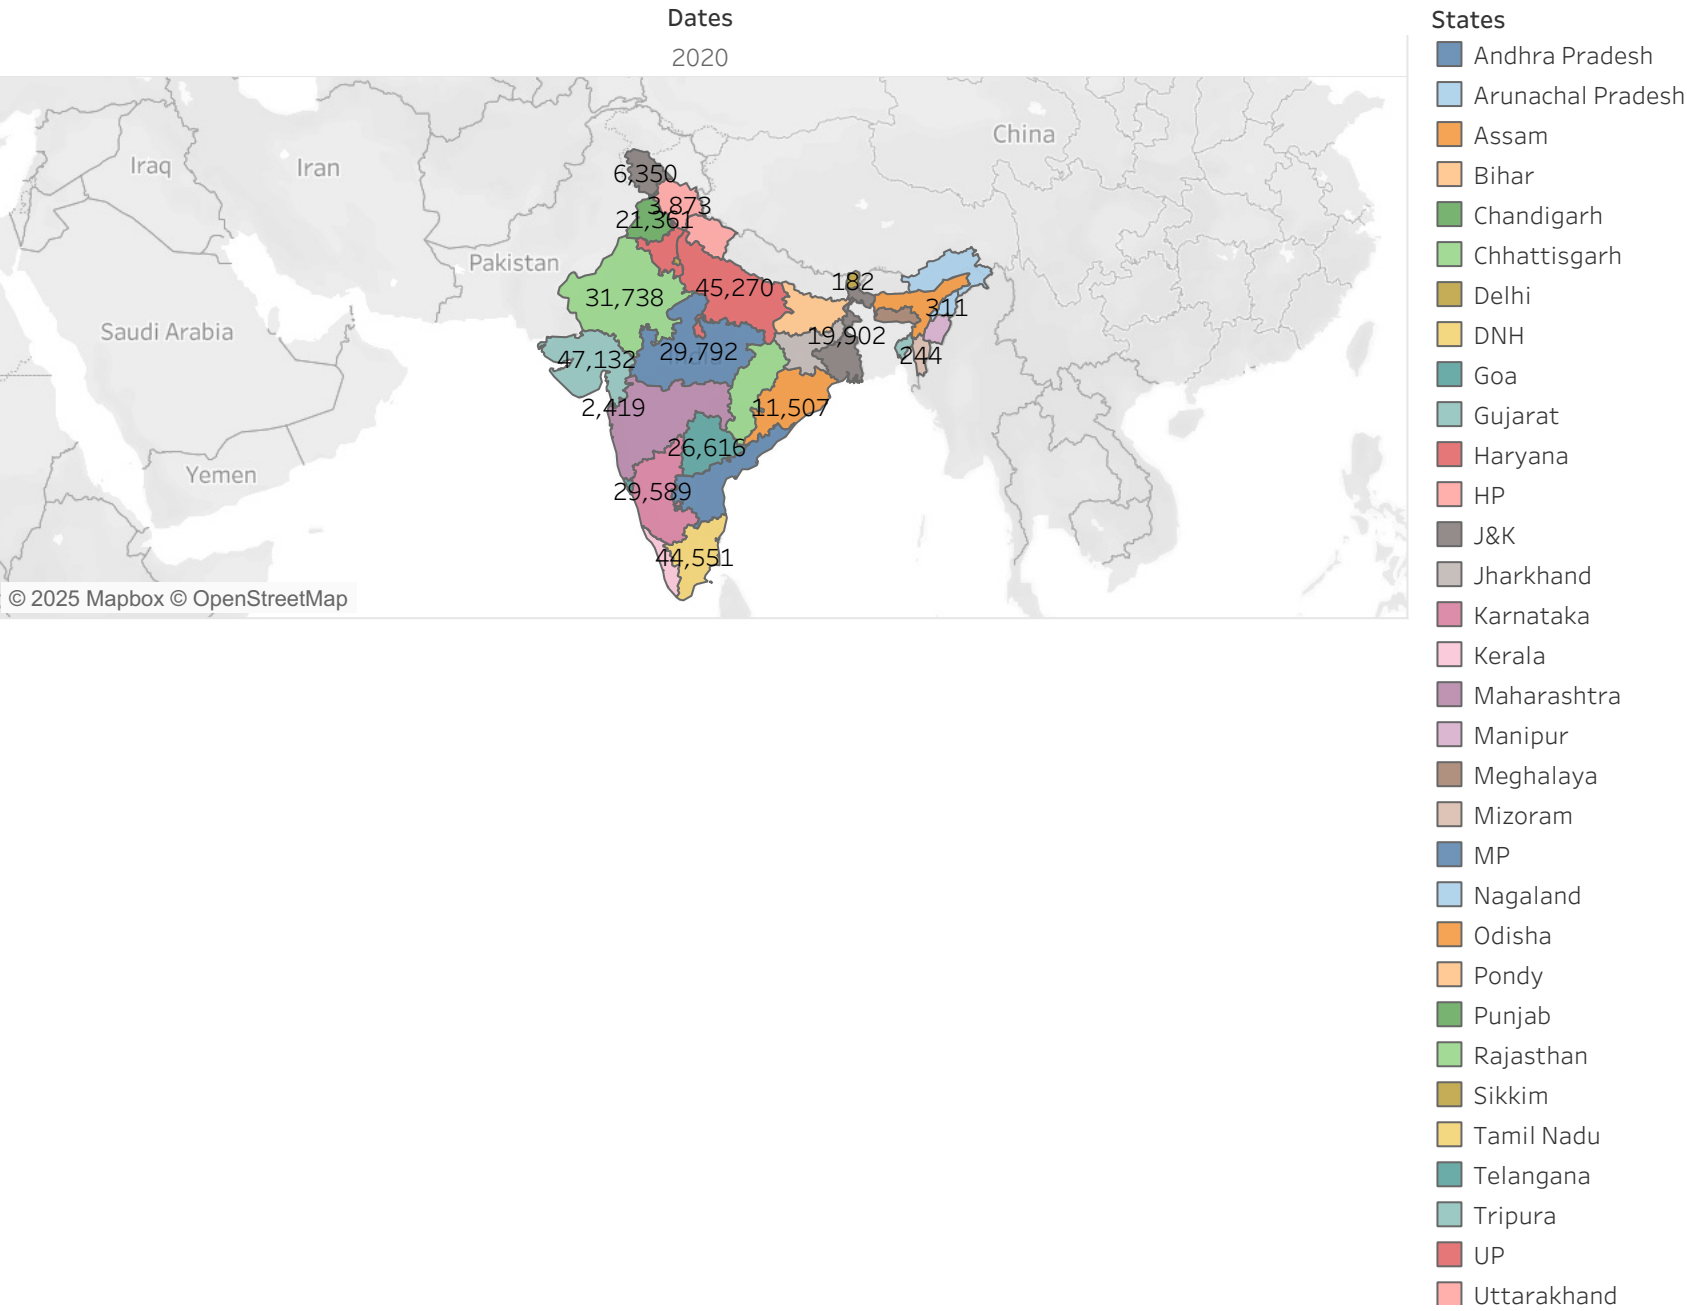 Dates
2020
Iraq
Iran
China
Pakistan
Saudi Arabia
Yemen
6,350
3,873
21,361
31,738
45,270
182
311
19,902
244
47,132
29,792
2,419
11,507
26,616
29,589
44,551
© 2025 Mapbox © OpenStreetMap
States
Andhra Pradesh
Arunachal Pradesh
Assam
Bihar
Chandigarh
Chhattisgarh
Delhi
DNH
Goa
Gujarat
Haryana
HP
J&K
Jharkhand
Karnataka
Kerala
Maharashtra
Manipur
Meghalaya
Mizoram
MP
Nagaland
Odisha
Pondy
Punjab
Rajasthan
Sikkim
Tamil Nadu
Telangana
Tripura
UP
Uttarakhand